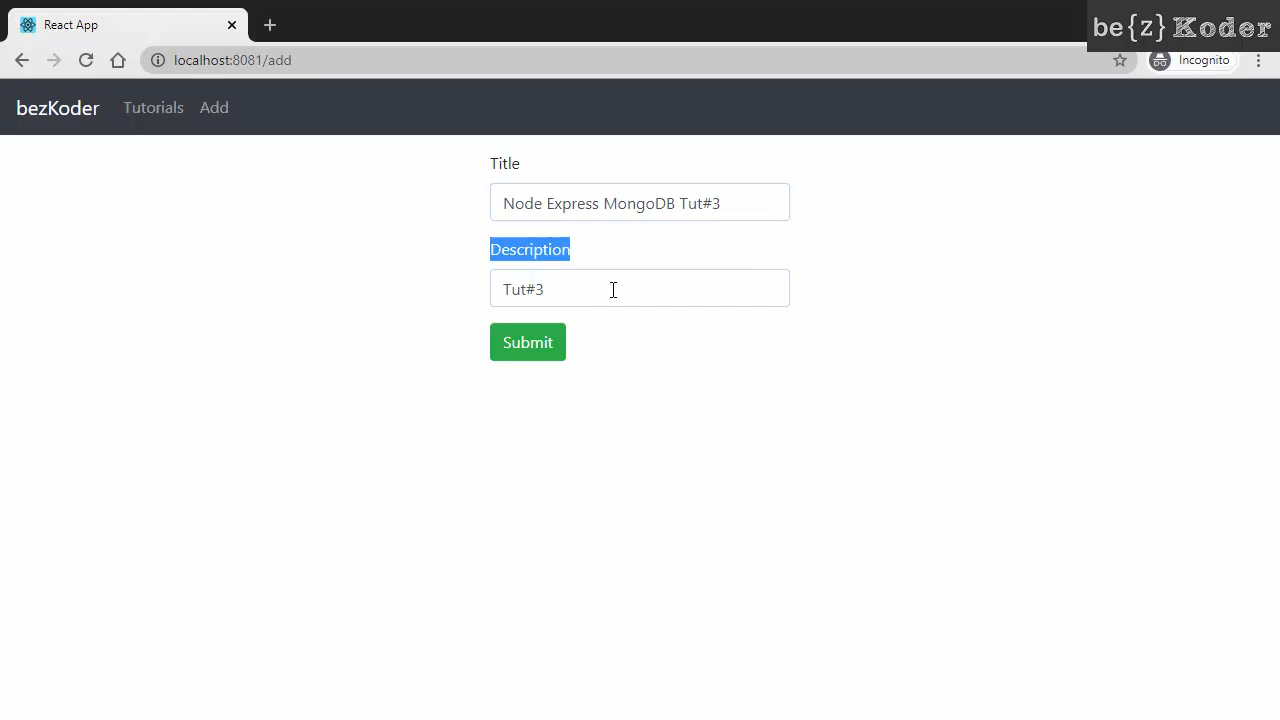 React App
be{z} Koder
localhost:8081/add
Incognito
bezKoder Tutorials Add
Title
Node Express MongoDB Tut#3
Description
Tut#3
Submit